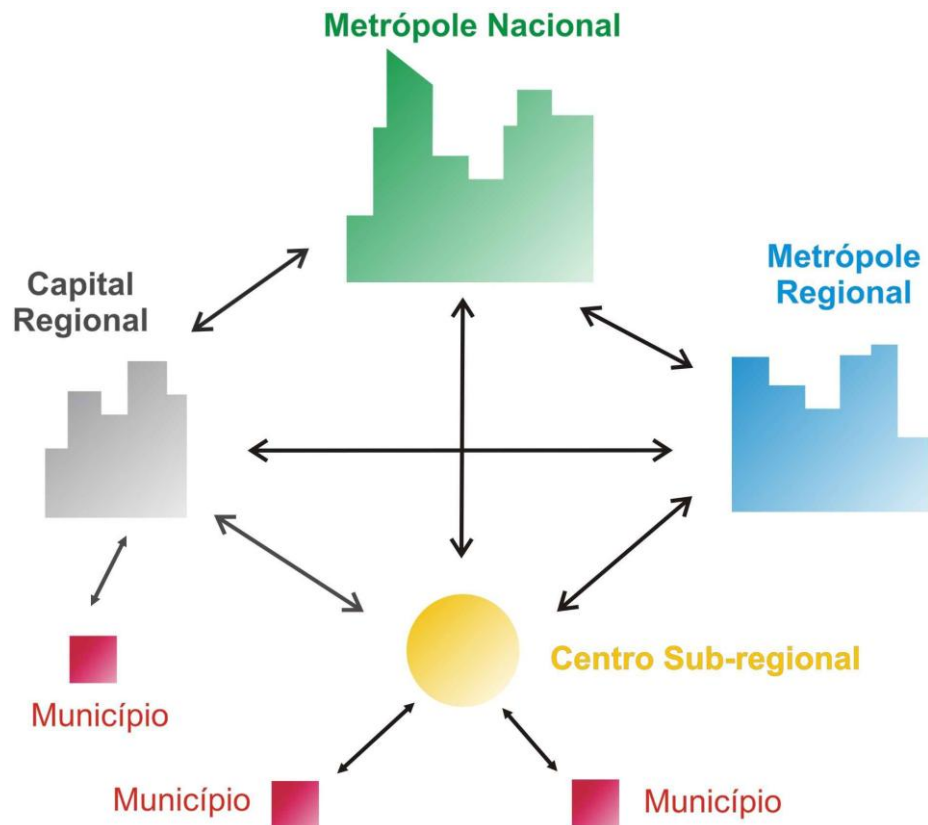 Metrópole Nacional
Capital
Regional
Metrópole
Regional
Centro Sub-regional
Município
Município
Município